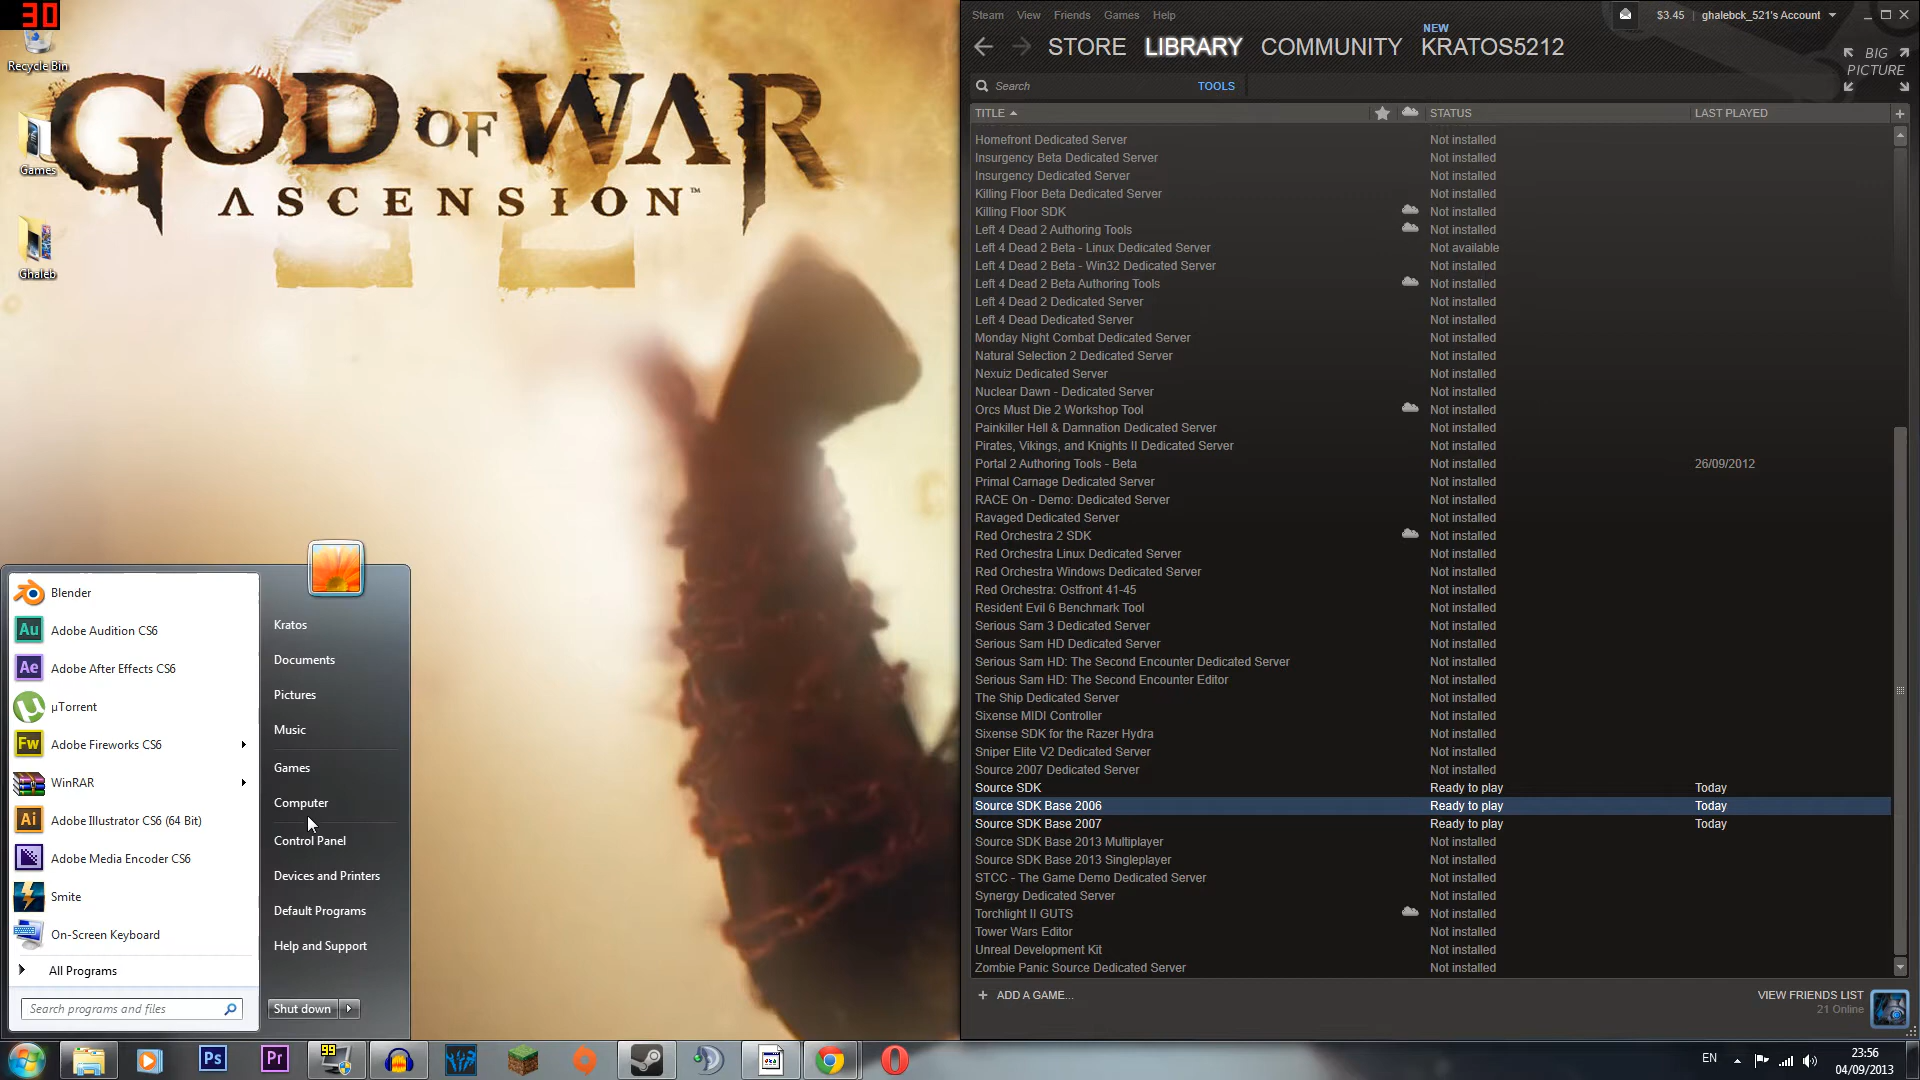 30
Recycle Bin
Games
Ghaleb
GOD OF WAR
ASCENSION™
Steam View Friends Games Help
$3.45 ghalebck_521's Account
NEW
STORE LIBRARY COMMUNITY KRATOS5212
BIG
PICTURE
Search TOOLS
TITLE STATUS LAST PLAYED
Homefront Dedicated Server Not installed
Insurgency Beta Dedicated Server Not installed
Insurgency Dedicated Server Not installed
Killing Floor Beta Dedicated Server Not installed
Killing Floor SDK Not installed
Left 4 Dead 2 Authoring Tools Not installed
Left 4 Dead 2 Beta - Linux Dedicated Server Not available
Left 4 Dead 2 Beta - Win32 Dedicated Server Not installed
Left 4 Dead 2 Beta Authoring Tools Not installed
Left 4 Dead 2 Dedicated Server Not installed
Left 4 Dead Dedicated Server Not installed
Monday Night Combat Dedicated Server Not installed
Natural Selection 2 Dedicated Server Not installed
Nexuiz Dedicated Server Not installed
Nuclear Dawn - Dedicated Server Not installed
Orcs Must Die 2 Workshop Tool Not installed
Painkiller Hell & Damnation Dedicated Server Not installed
Pirates, Vikings, and Knights II Dedicated Server Not installed
Portal 2 Authoring Tools - Beta Not installed 26/09/2012
Primal Carnage Dedicated Server Not installed
RACE On - Demo: Dedicated Server Not installed
Ravaged Dedicated Server Not installed
Red Orchestra 2 SDK Not installed
Red Orchestra Linux Dedicated Server Not installed
Red Orchestra Windows Dedicated Server Not installed
Red Orchestra: Ostfront 41-45 Not installed
Resident Evil 6 Benchmark Tool Not installed
Serious Sam 3 Dedicated Server Not installed
Serious Sam HD Dedicated Server Not installed
Serious Sam HD: The Second Encounter Dedicated Server Not installed
Serious Sam HD: The Second Encounter Editor Not installed
The Ship Dedicated Server Not installed
Sixense MIDI Controller Not installed
Sixense SDK for the Razer Hydra Not installed
Sniper Elite V2 Dedicated Server Not installed
Source 2007 Dedicated Server Not installed
Source SDK Ready to play Today
Source SDK Base 2006 Ready to play Today
Source SDK Base 2007 Ready to play Today
Source SDK Base 2013 Multiplayer Not installed
Source SDK Base 2013 Singleplayer Not installed
STCC - The Game Demo Dedicated Server Not installed
Synergy Dedicated Server Not installed
Torchlight II GUTS Not installed
Tower Wars Editor Not installed
Unreal Development Kit Not installed
Zombie Panic Source Dedicated Server Not installed
ADD A GAME...
VIEW FRIENDS LIST
21 Online
Blender
Au Adobe Audition CS6
Ae Adobe After Effects CS6
µTorrent
Fw Adobe Fireworks CS6
WinRAR
Ai Adobe Illustrator CS6 (64 Bit)
Adobe Media Encoder CS6
Smite
On-Screen Keyboard
All Programs
Search programs and files
Kratos
Documents
Pictures
Music
Games
Computer
Control Panel
Devices and Printers
Default Programs
Help and Support
Shut down
Ps
Pr
99
EN
23:56
04/09/2013